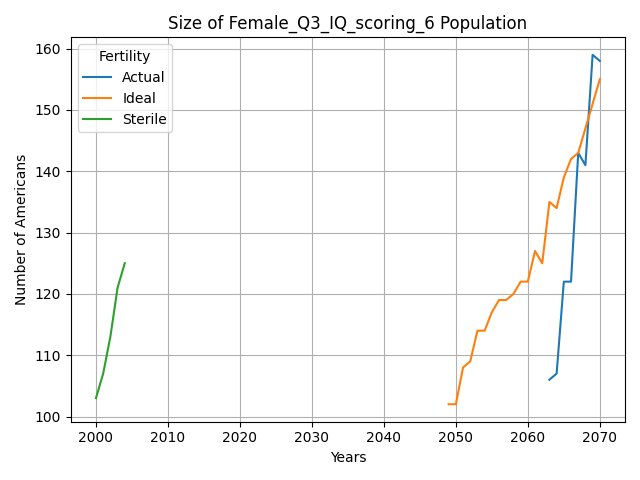 Size of Female_Q3_IQ_scoring_6 Population
Fertility
Actual
Ideal
Sterile
Number of Americans
160
150
140
130
120
110
100
2000 2010 2020 2030 2040 2050 2060 2070
Years